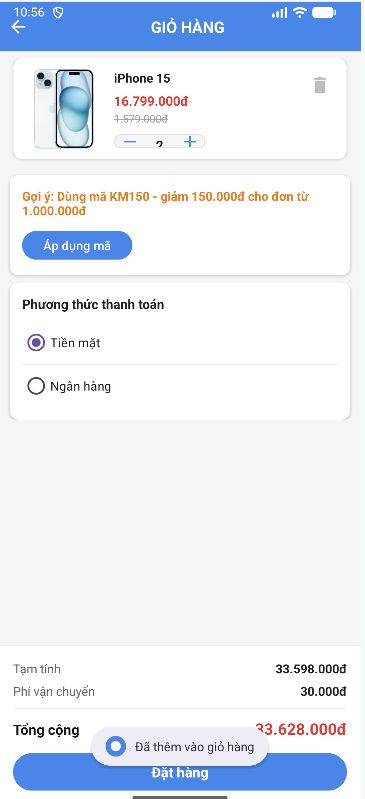 10:56
GIỎ HÀNG
iPhone 15
16.799.000đ
1.579.000đ
2
Gợi ý: Dùng mã KM150 - giảm 150.000đ cho đơn từ
1.000.000đ
Áp dụng mã
Phương thức thanh toán
Tiền mặt
Ngân hàng
Tạm tính 33.598.000đ
Phí vận chuyển 30.000đ
Tổng cộng 33.628.000đ
Đã thêm vào giỏ hàng
Đặt hàng